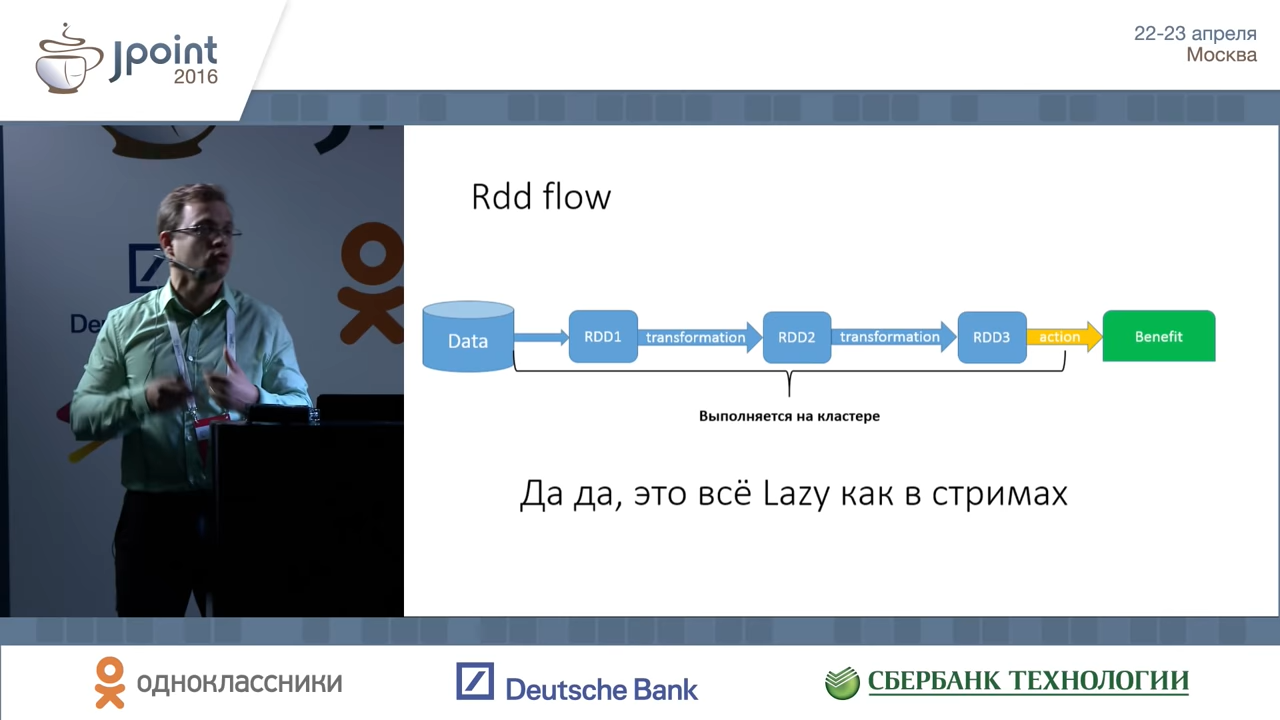 Jpoint
2016
22-23 апреля
Москва
Rdd flow
Data
RDD1
transformation
RDD2
transformation
RDD3
action
Benefit
Выполняется на кластере
Да да, это всё Lazy как в стримах
одноклассники
Deutsche Bank
СБЕРБАНК ТЕХНОЛОГИИ